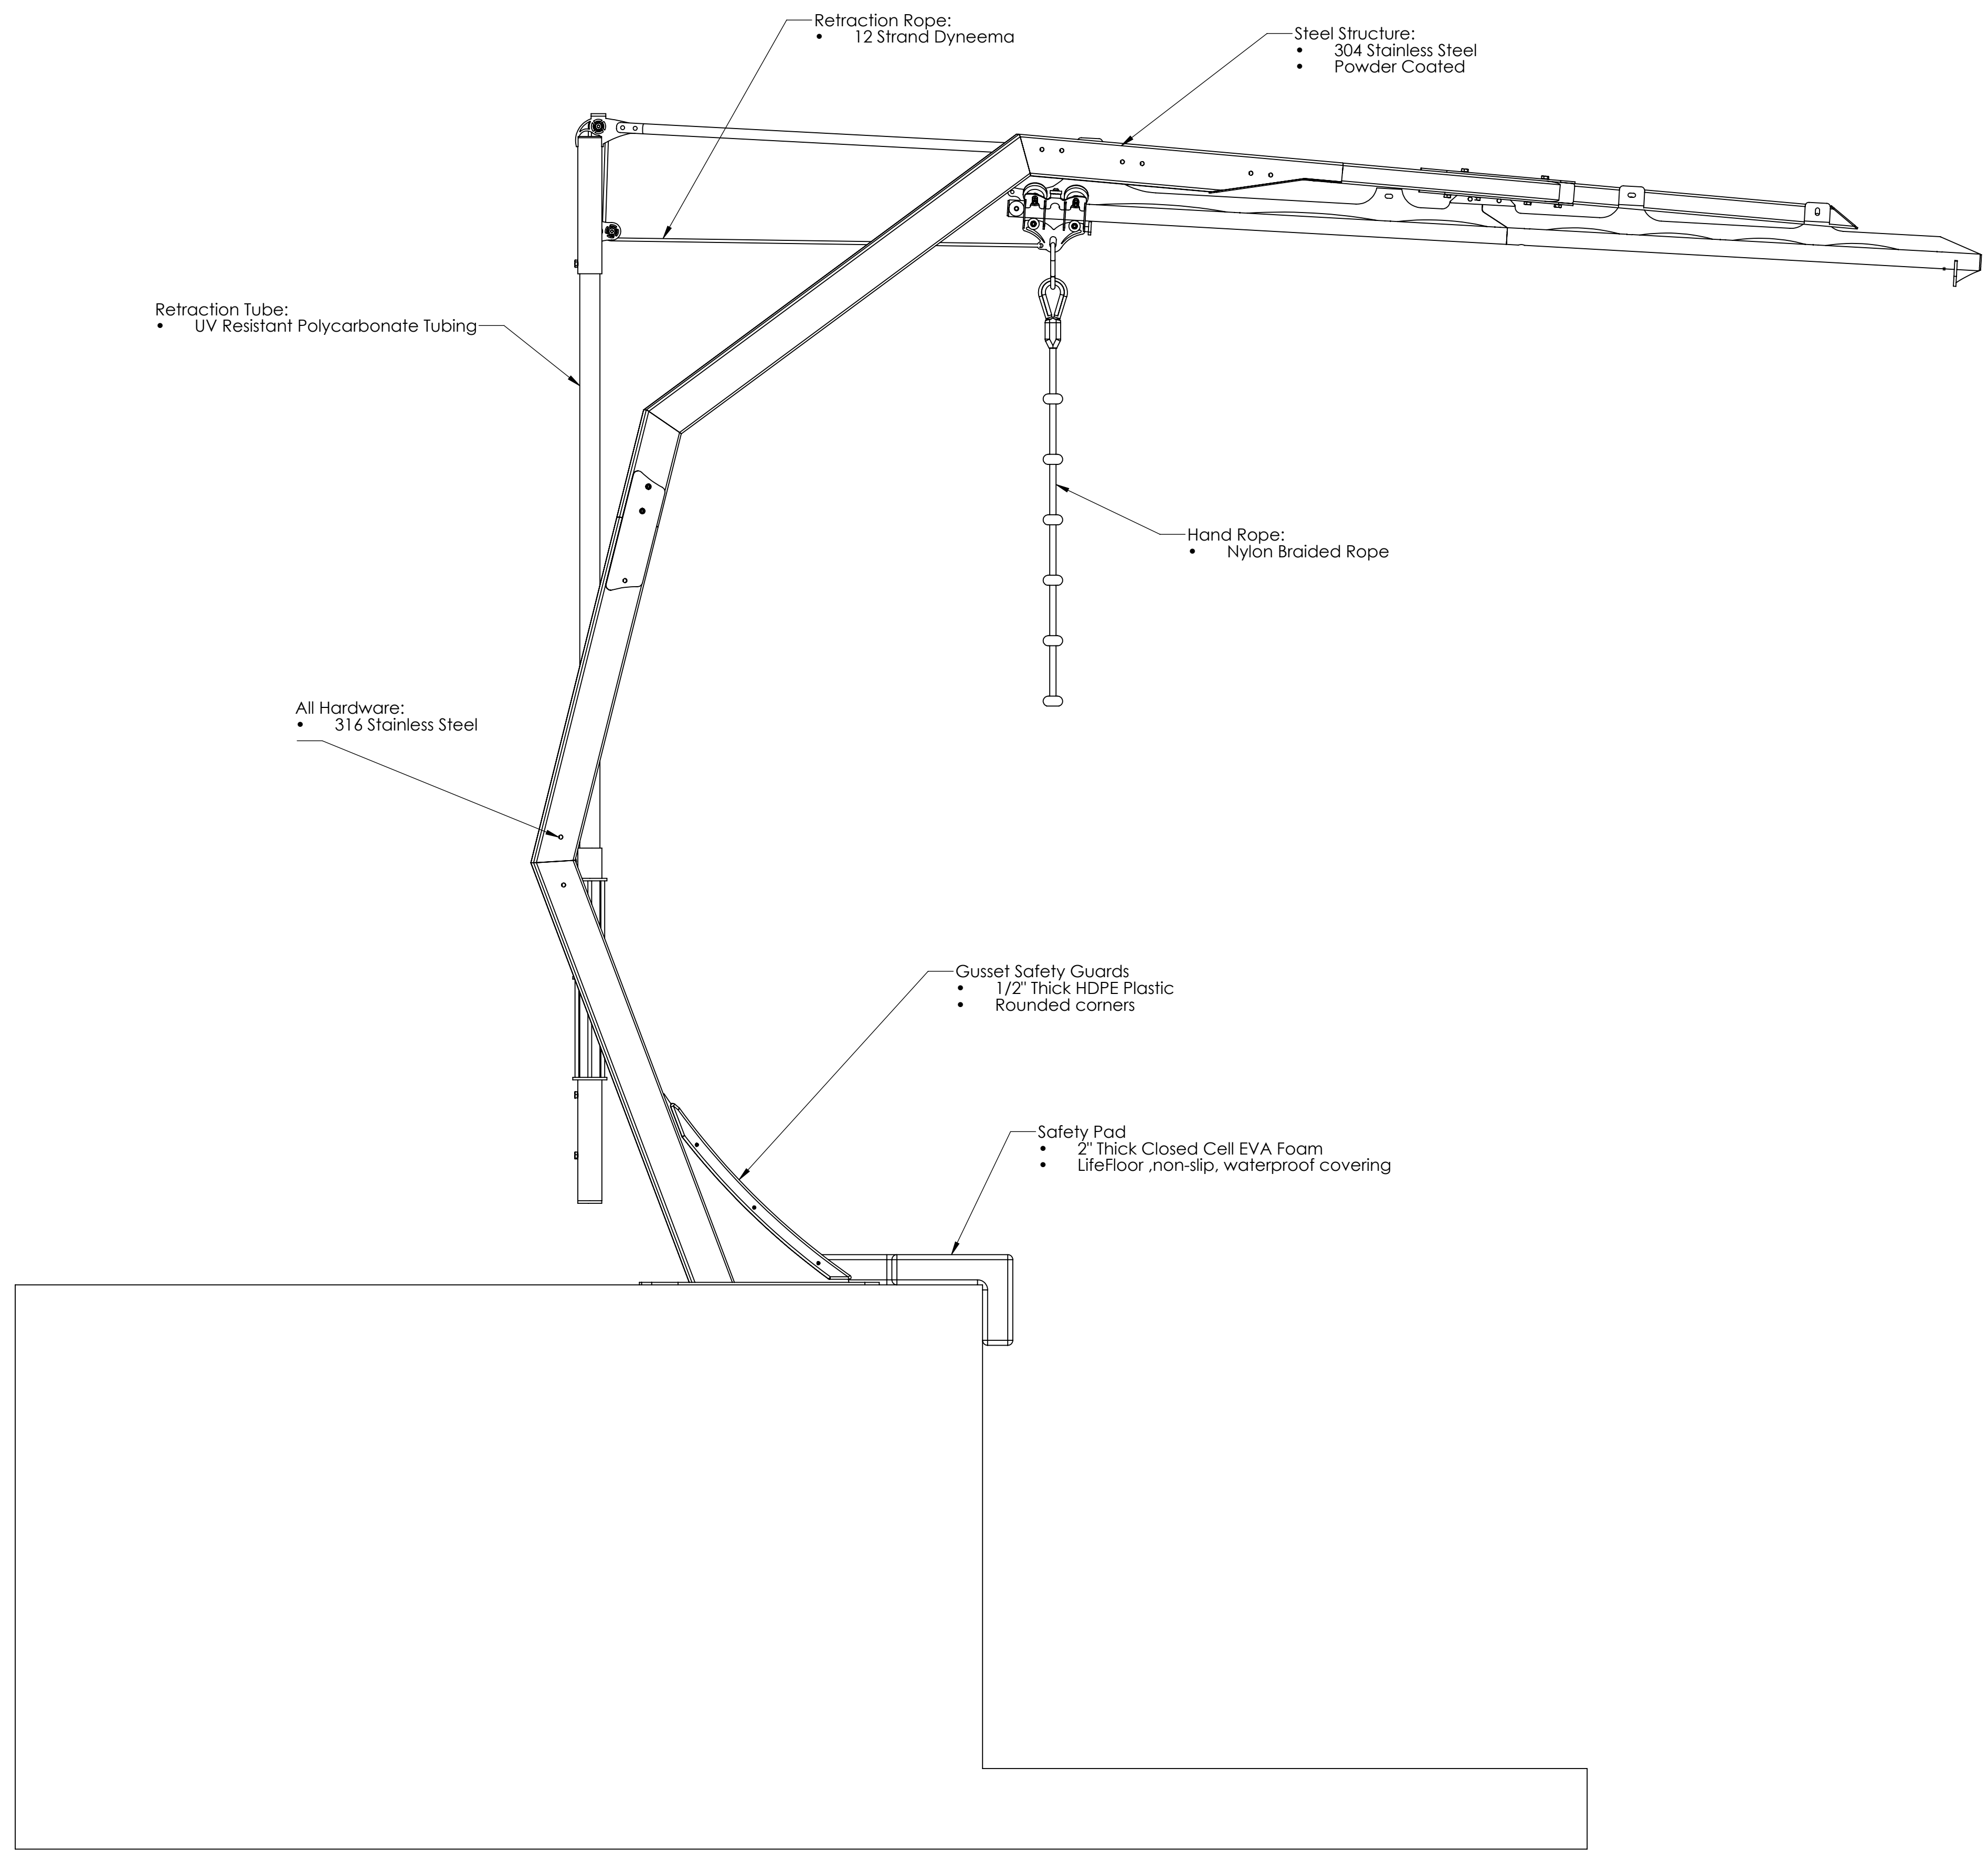 Retraction Rope:
• 12 Strand Dyneema
Steel Structure:
• 304 Stainless Steel
• Powder Coated
Retraction Tube:
• UV Resistant Polycarbonate Tubing
Hand Rope:
• Nylon Braided Rope
All Hardware:
• 316 Stainless Steel
Gusset Safety Guards
• 1/2" Thick HDPE Plastic
• Rounded corners
Safety Pad
• 2" Thick Closed Cell EVA Foam
• LifeFloor ,non-slip, waterproof covering